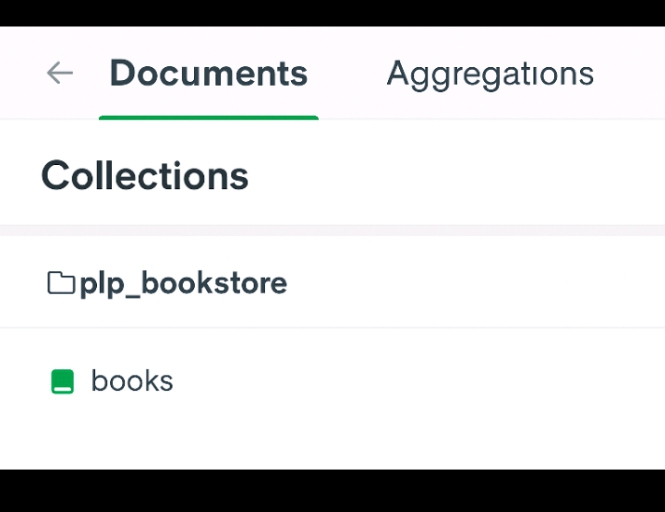 Documents Aggregations
Collections
plp_bookstore
books